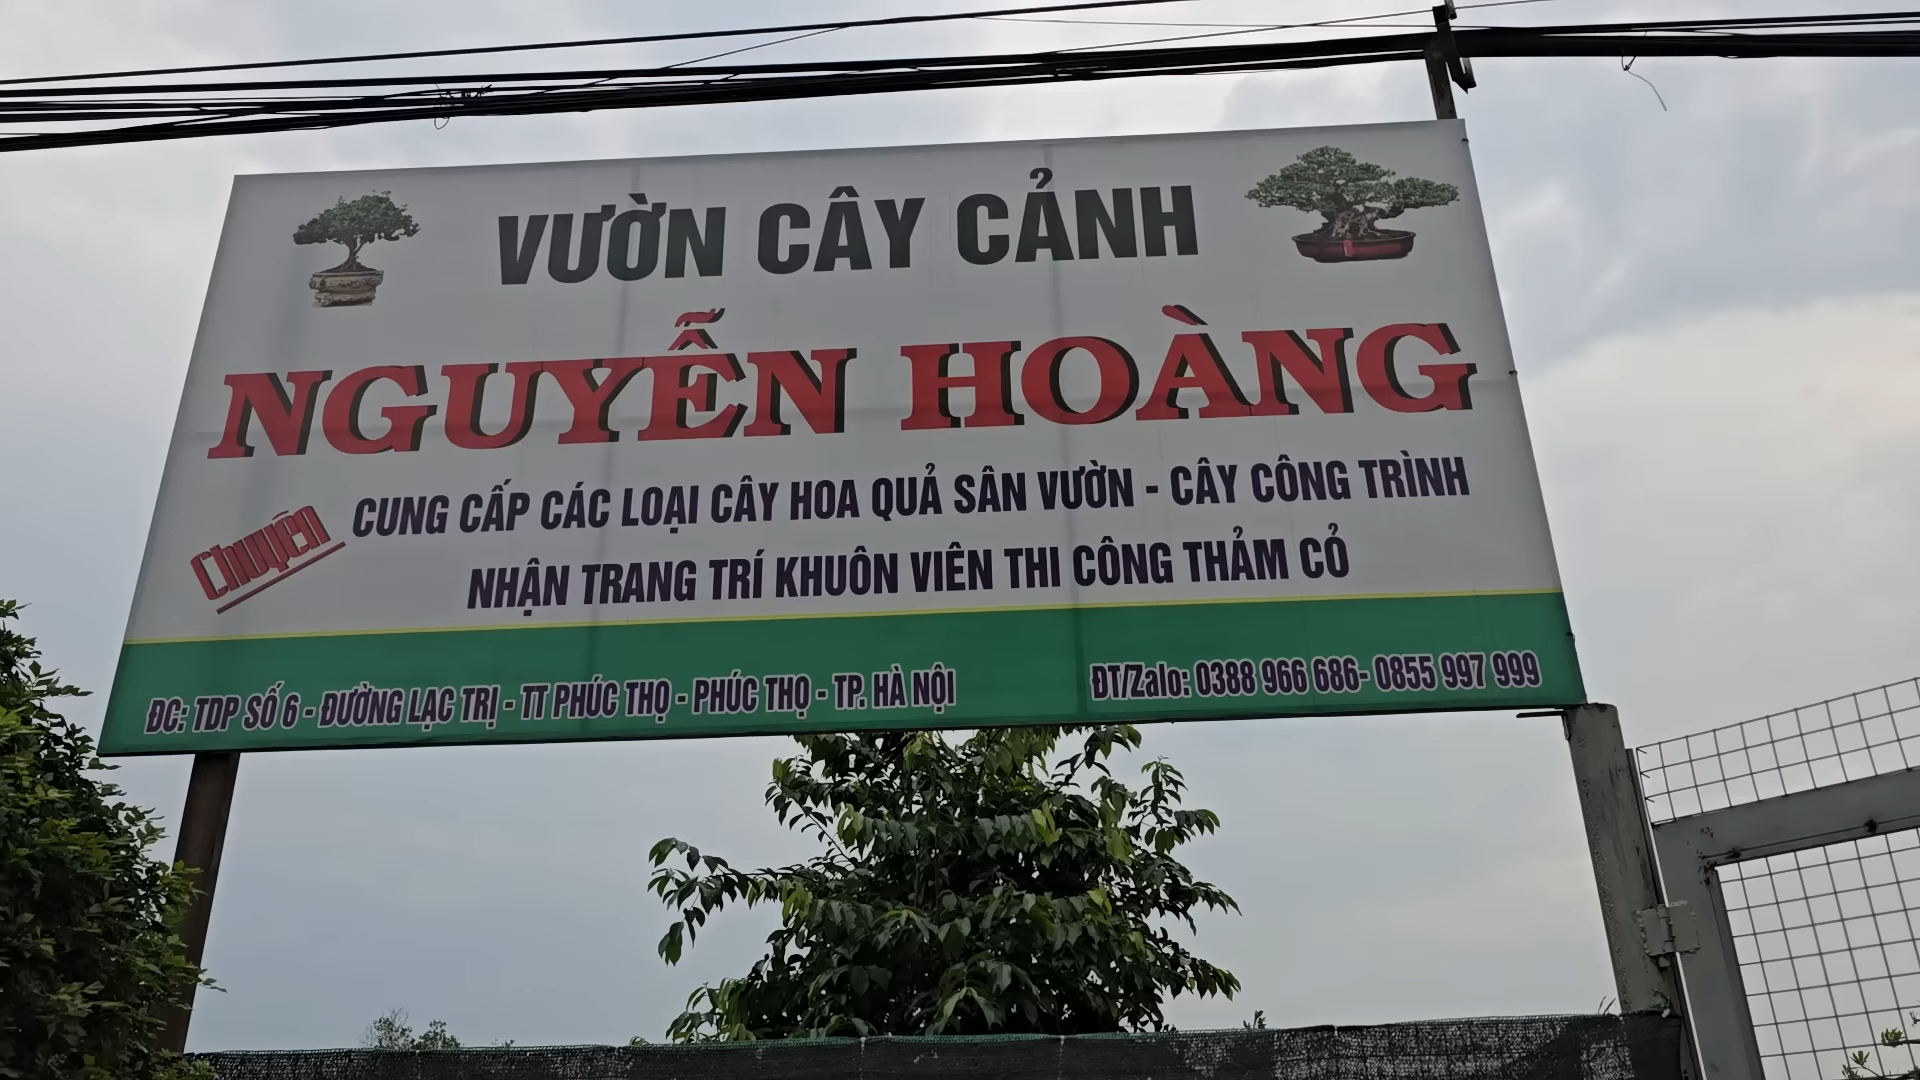 VƯỜN CÂY CẢNH
NGUYỄN HOÀNG
Chuyên
CUNG CẤP CÁC LOẠI CÂY HOA QUẢ SÂN VƯỜN - CÂY CÔNG TRÌNH
NHẬN TRANG TRÍ KHUÔN VIÊN THI CÔNG THẢM CỎ
ĐC: TDP SỐ 6 - ĐƯỜNG LẠC TRỊ - TT PHÚC THỌ - PHÚC THỌ - TP. HÀ NỘI
ĐT/Zalo: 0388 966 686- 0855 997 999